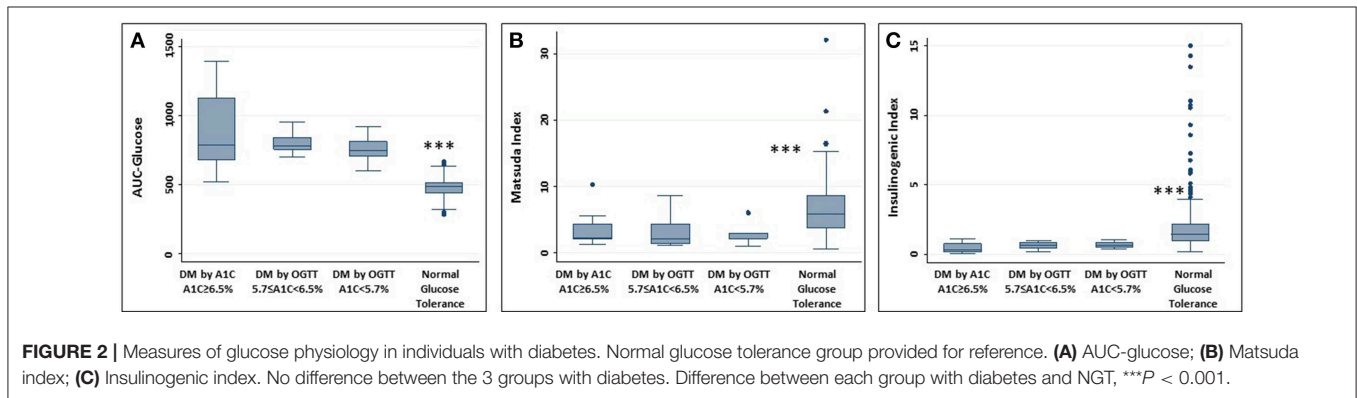 A
AUC-Glucose
1500
1000
500
0
***
DM by A1C
A1C≥6.5%
DM by OGTT
5.7≤A1C<6.5%
DM by OGTT
A1C<5.7%
Normal
Glucose
Tolerance
B
Matsuda Index
30
20
10
0
***
DM by A1C
A1C≥6.5%
DM by OGTT
5.7≤A1C<6.5%
DM by OGTT
A1C<5.7%
Normal
Glucose
Tolerance
C
Insulinogenic Index
15
10
5
0
***
DM by A1C
A1C≥6.5%
DM by OGTT
5.7≤A1C<6.5%
DM by OGTT
A1C<5.7%
Normal
Glucose
Tolerance
FIGURE 2 | Measures of glucose physiology in individuals with diabetes. Normal glucose tolerance group provided for reference. (A) AUC-glucose; (B) Matsuda
index; (C) Insulinogenic index. No difference between the 3 groups with diabetes. Difference between each group with diabetes and NGT, ***P < 0.001.